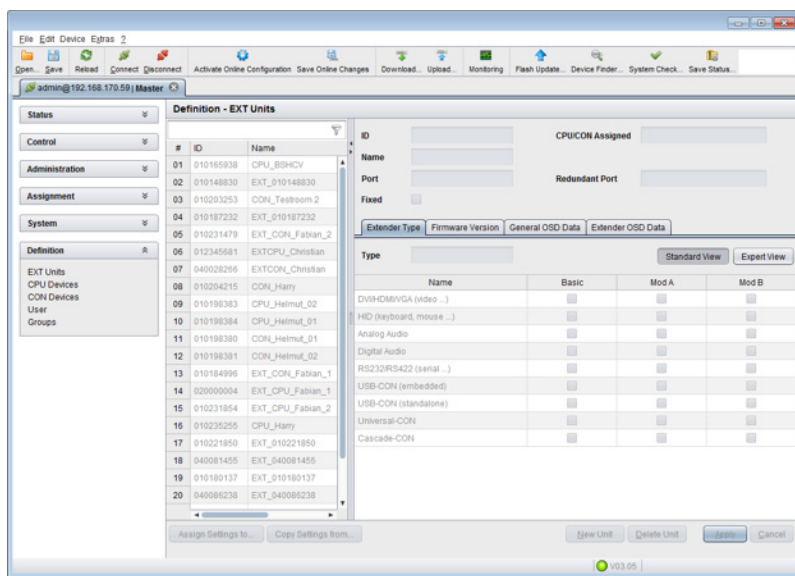 File Edit Device Extras ?
Open... Save Reload Connect Disconnect Activate Online Configuration Save Online Changes Download... Upload... Monitoring Flash Update... Device Finder... System Check... Save Status...
admin@192.168.170.59 | Master
Status
Control
Administration
Assignment
System
Definition
EXT Units
CPU Devices
CON Devices
User
Groups
Definition - EXT Units
# ID Name
01 010165938 CPU_BSHCV
02 010148830 EXT_010148830
03 010203253 CON_Testroom 2
04 010187232 EXT_010187232
05 010231479 EXT_CON_Fabian_2
06 012345681 EXTCPU_Christian
07 040028266 EXTCON_Christian
08 010204215 CON_Harry
09 010198383 CPU_Helmut_02
10 010198384 CPU_Helmut_01
11 010198380 CON_Helmut_01
12 010198381 CON_Helmut_02
13 010184996 EXT_CON_Fabian_1
14 020000004 EXT_CPU_Fabian_1
15 010231854 EXT_CPU_Fabian_2
16 010235255 CPU_Harry
17 010221850 EXT_010221850
18 040081455 EXT_040081455
19 010180137 EXT_010180137
20 040086238 EXT_040086238
Assign Settings to... Copy Settings from...
ID CPU/CON Assigned
Name
Port Redundant Port
Fixed
Extender Type Firmware Version General OSD Data Extender OSD Data
Type Standard View Expert View
Name Basic Mod A Mod B
DVI/HDMI/VGA (video ...)
HID (keyboard, mouse ...)
Analog Audio
Digital Audio
RS232/RS422 (serial ...)
USB-CON (embedded)
USB-CON (standalone)
Universal-CON
Cascade-CON
New Unit Delete Unit Apply Cancel
V03.05